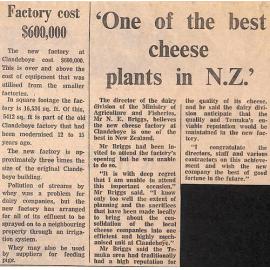 Factory cost
$600,000
The new factory at
Clandeboye cost $600,000.
This is over and above the
cost of equipment that was
utilised from the smaller
factories.
In square footage the fac-
tory is 16,536 sq. ft. Of this,
5412 sq. ft is part of the old
Clandeboye factory that had
been modernised 12 to 15
years ago.
The new factory is
approximately three times
the size of the original Clande-
boye building.
Pollution of streams by
whey was a problem for
dairy companies, but the
new factory has arranged
for all of its effluent to be
sprayed on to a neighbouring
property through an irriga-
tion system.
Whey may also be used
by suppliers for feeding
pigs.
'One of the best
cheese
plants in N.Z.'
The director of the dairy
division of the Ministry of
Agriculture and Fisheries,
Mr N. K. Briggs, believes
the new cheese factory at
Clandeboye is one of the
best in New Zealand.
Mr Briggs had been in-
vited to attend the factory's
opening but he was unable
to do so.
"It is with deep regret
that I am unable to attend
this important occasion,"
Mr Briggs said. "I know
only too well the extent of
planning and the sacrifices
that have been made locally
to bring about the con-
solidation of the local
cheese companies into one
efficient and highly mech-
anised unit at Clandeboye."
Mr Briggs said the Te-
muka area had traditionally
had a high reputation for
the quality of its cheese,
and he said the dairy divi-
sion anticipate that the
quality and Temuka's en-
viable reputation would be
maintained in the new fac-
tory.
"I congratulate the
directors, staff and various
contractors on this achieve-
ment and wish the new
company the best of good
fortune in the future."